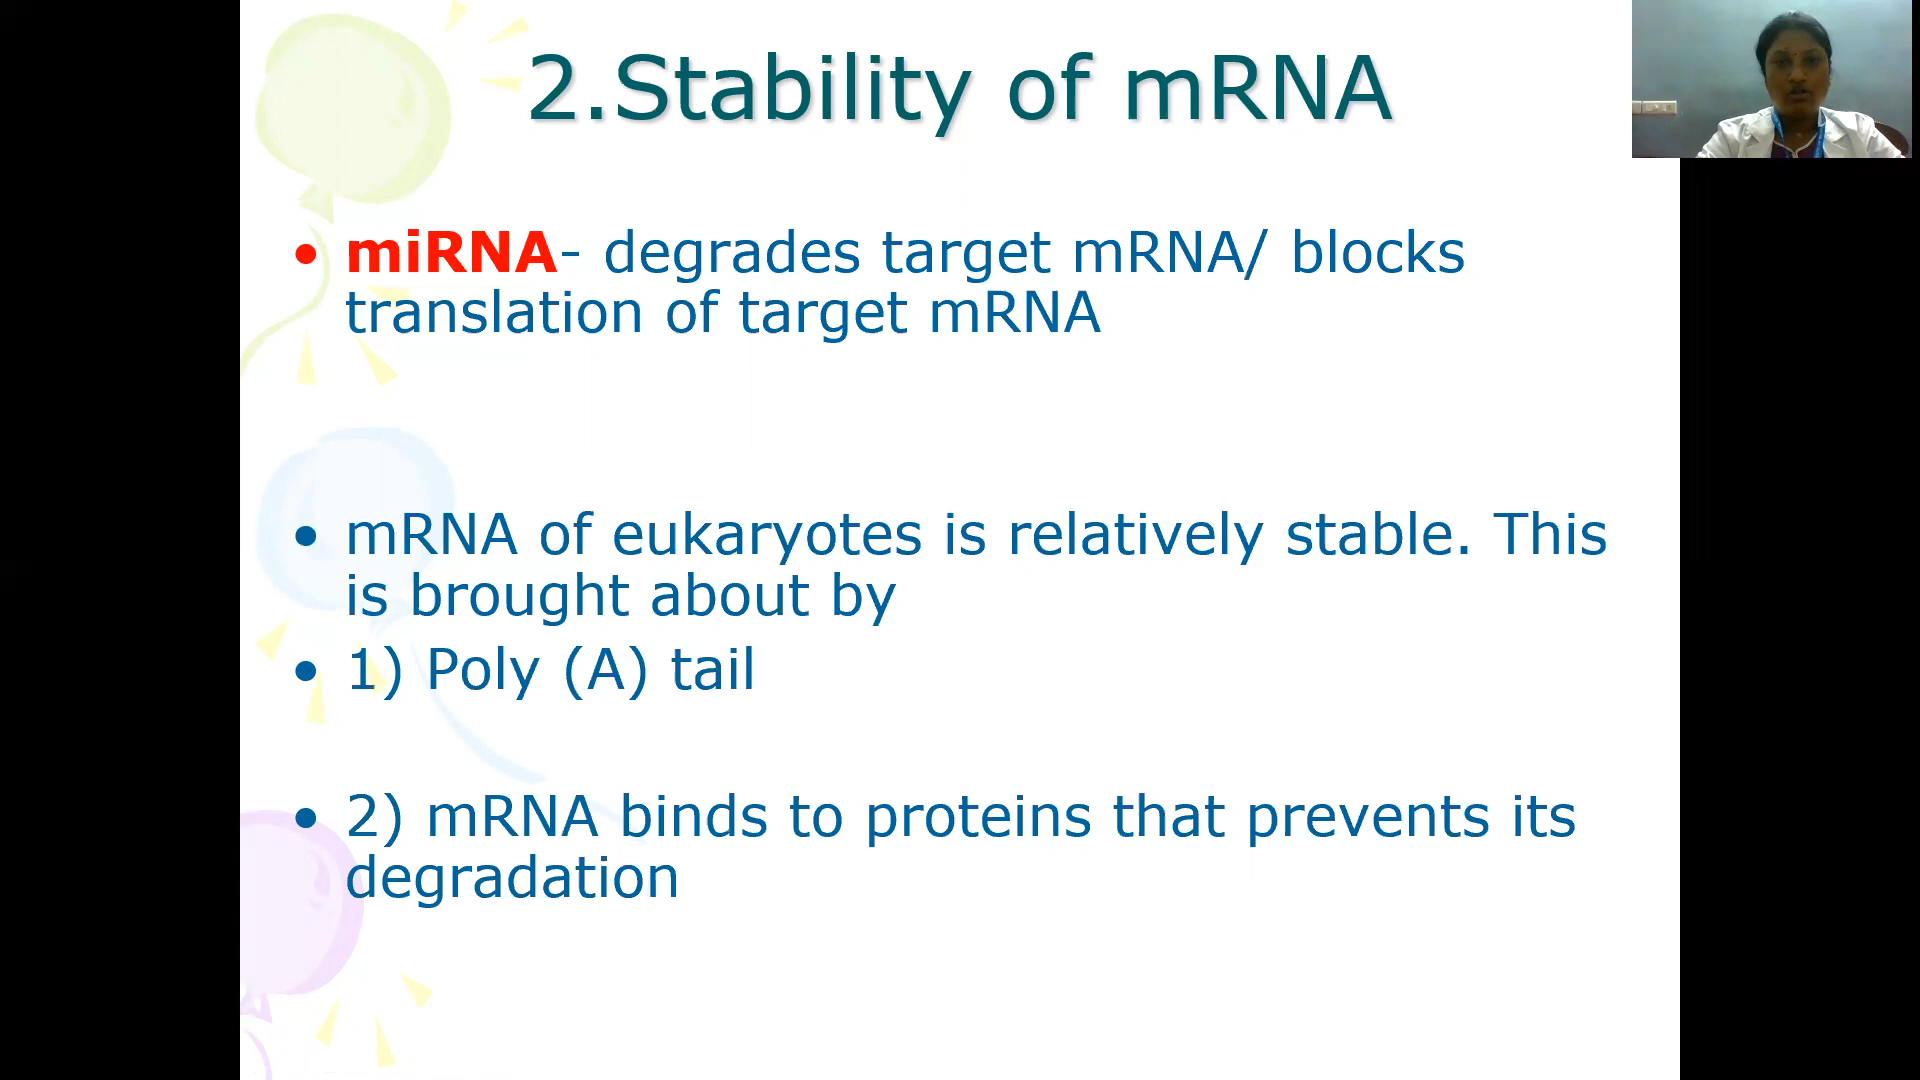 2.Stability of mRNA
• miRNA- degrades target mRNA/ blocks
translation of target mRNA
• mRNA of eukaryotes is relatively stable. This
is brought about by
• 1) Poly (A) tail
• 2) mRNA binds to proteins that prevents its
degradation